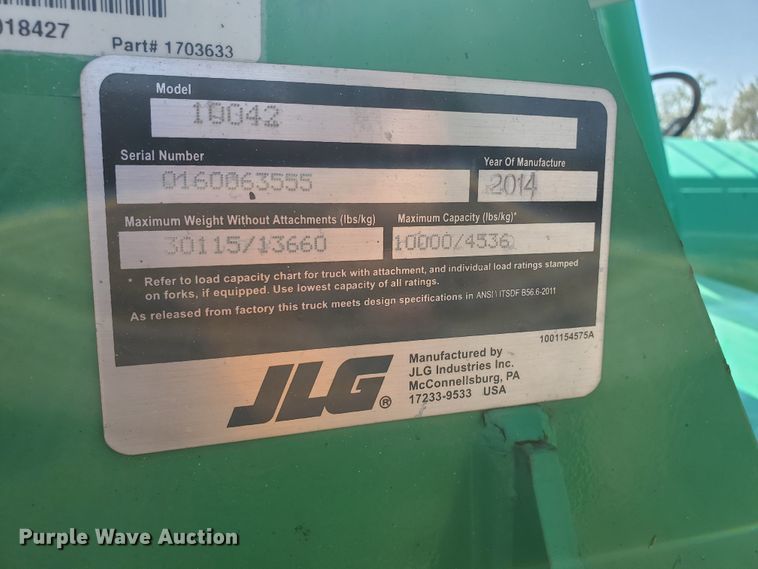 018427
Part# 1703633
Model
10042
Serial Number
Year Of Manufacture
0160063555
2014
Maximum Weight Without Attachments (lbs/kg)
Maximum Capacity (lbs/kg)*
30115/13660
10000/4536
* Refer to load capacity chart for truck with attachment, and individual load ratings stamped
on forks, if equipped. Use lowest capacity of all ratings.
As released from factory this truck meets design specifications in ANSI / ITSDF B56.6-2011
1001154575A
JLG ®
Manufactured by
JLG Industries Inc.
McConnellsburg, PA
17233-9533 USA
Purple Wave Auction